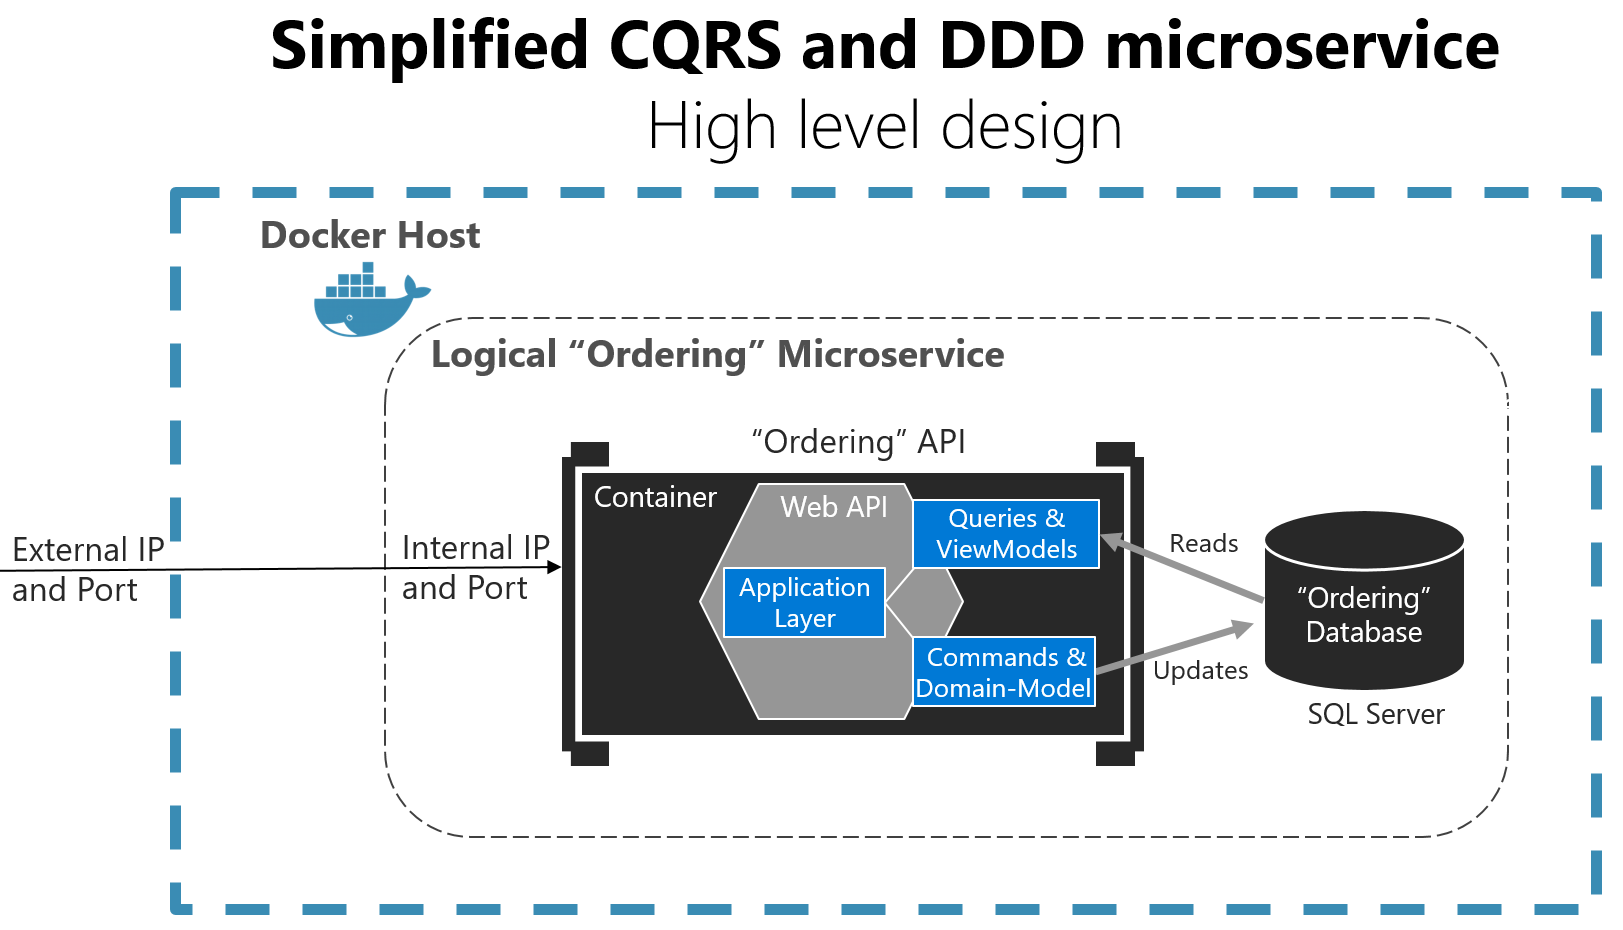 Simplified CQRS and DDD microservice
High level design
Docker Host
Logical “Ordering” Microservice
“Ordering” API
Container
Web API
Queries &
ViewModels
Application
Layer
Commands &
Domain-Model
External IP
and Port
Internal IP
and Port
Reads
Updates
“Ordering”
Database
SQL Server